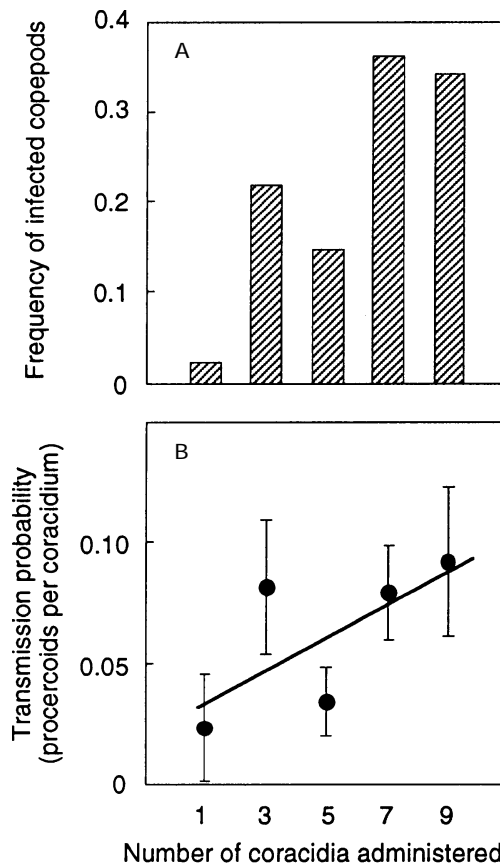 Frequency of infected copepods
A
0.4
0.3
0.2
0.1
0
Transmission probability
(procercoids per coracidium)
B
0.10
0.05
0
1 3 5 7 9
Number of coracidia administered